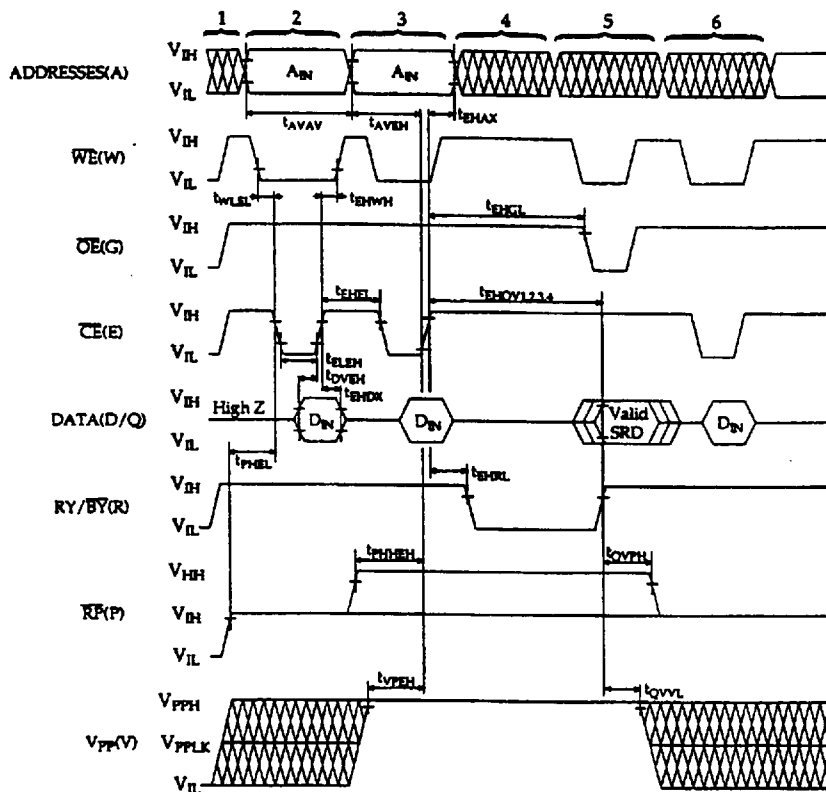 1 2 3 4 5 6
VIH
ADDRESSES(A) AIN AIN
VIL
tAVAV tAVEH tEHAX
VIH
WE(W)
VIL
tWLEL tEHWH
tEHGL
VIH
OE(G)
VIL
tEHEL tEHQV1,2,3,4
VIH
CE(E)
VIL
tELEH
tDVEH
tEHDX
VIH
High Z
DATA(D/Q) DIN DIN Valid SRD DIN
VIL
tPHEL
tEHRL
VIH
RY/BY(R)
VIL
tPHHEH tQVPH
VHH
RP(P) VIH
VIL
tVPEH tQVVL
VPPH
VPP(V) VPPLK
VIL